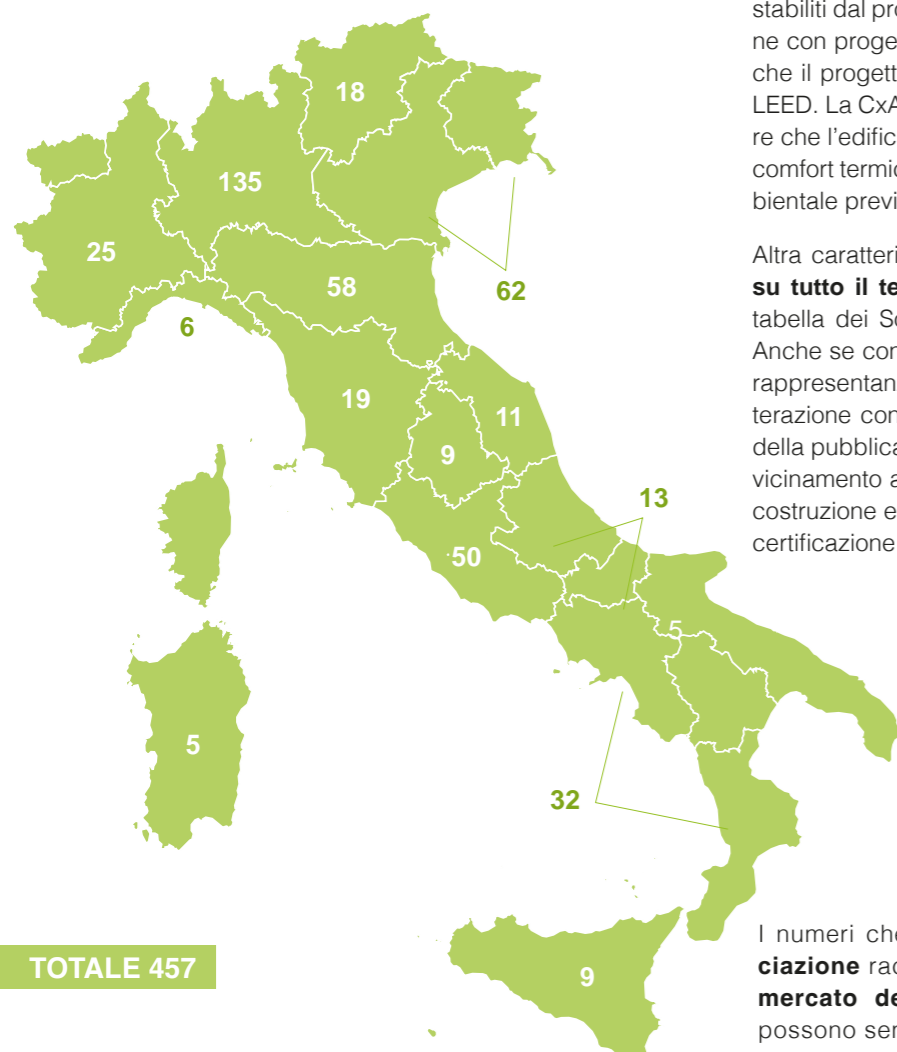 18
135
25
58
62
6
19
11
9
13
50
5
5
32
9
TOTALE 457
stabiliti dal pro
ne con proge
che il progett
LEED. La CxA
re che l'edific
comfort termic
bientale previ
Altra caratteri
su tutto il te
tabella dei So
Anche se con
rappresentan
terazione con
della pubblica
vicinamento a
costruzione e
certificazione
I numeri che
ciazione rac
mercato de
possono ser